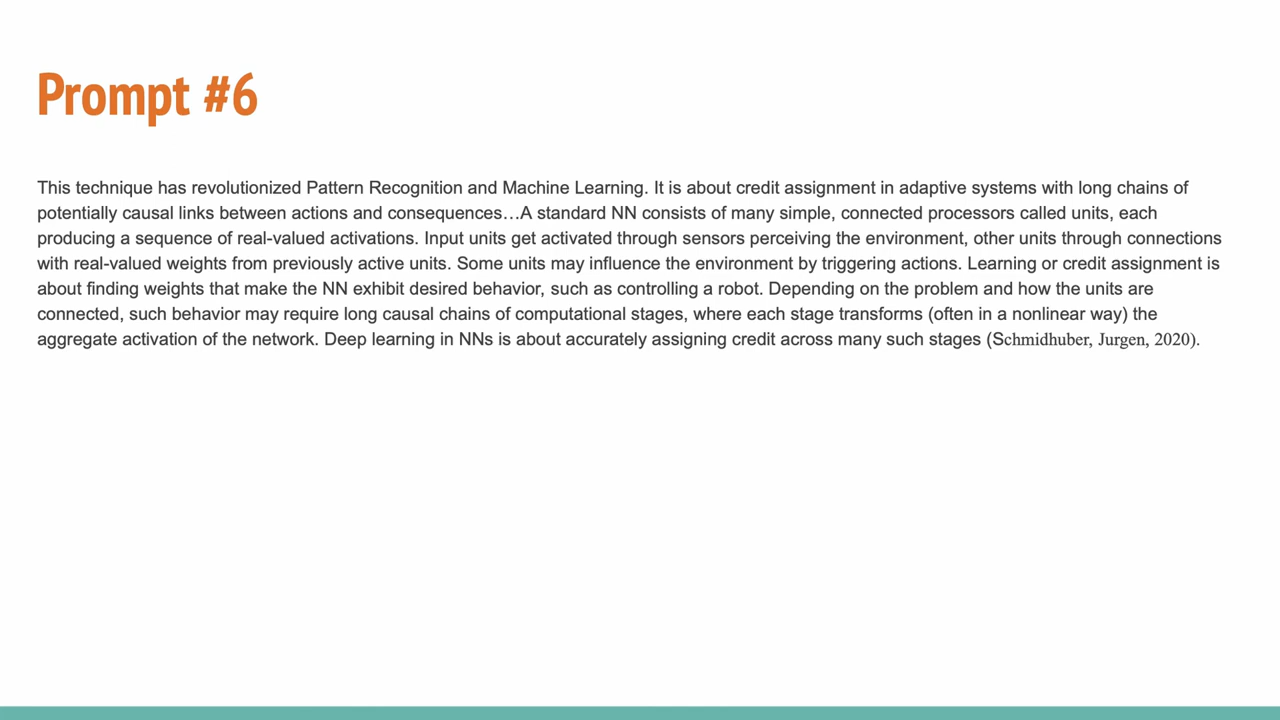 Prompt #6
This technique has revolutionized Pattern Recognition and Machine Learning. It is about credit assignment in adaptive systems with long chains of
potentially causal links between actions and consequences…A standard NN consists of many simple, connected processors called units, each
producing a sequence of real-valued activations. Input units get activated through sensors perceiving the environment, other units through connections
with real-valued weights from previously active units. Some units may influence the environment by triggering actions. Learning or credit assignment is
about finding weights that make the NN exhibit desired behavior, such as controlling a robot. Depending on the problem and how the units are
connected, such behavior may require long causal chains of computational stages, where each stage transforms (often in a nonlinear way) the
aggregate activation of the network. Deep learning in NNs is about accurately assigning credit across many such stages (Schmidhuber, Jurgen, 2020).